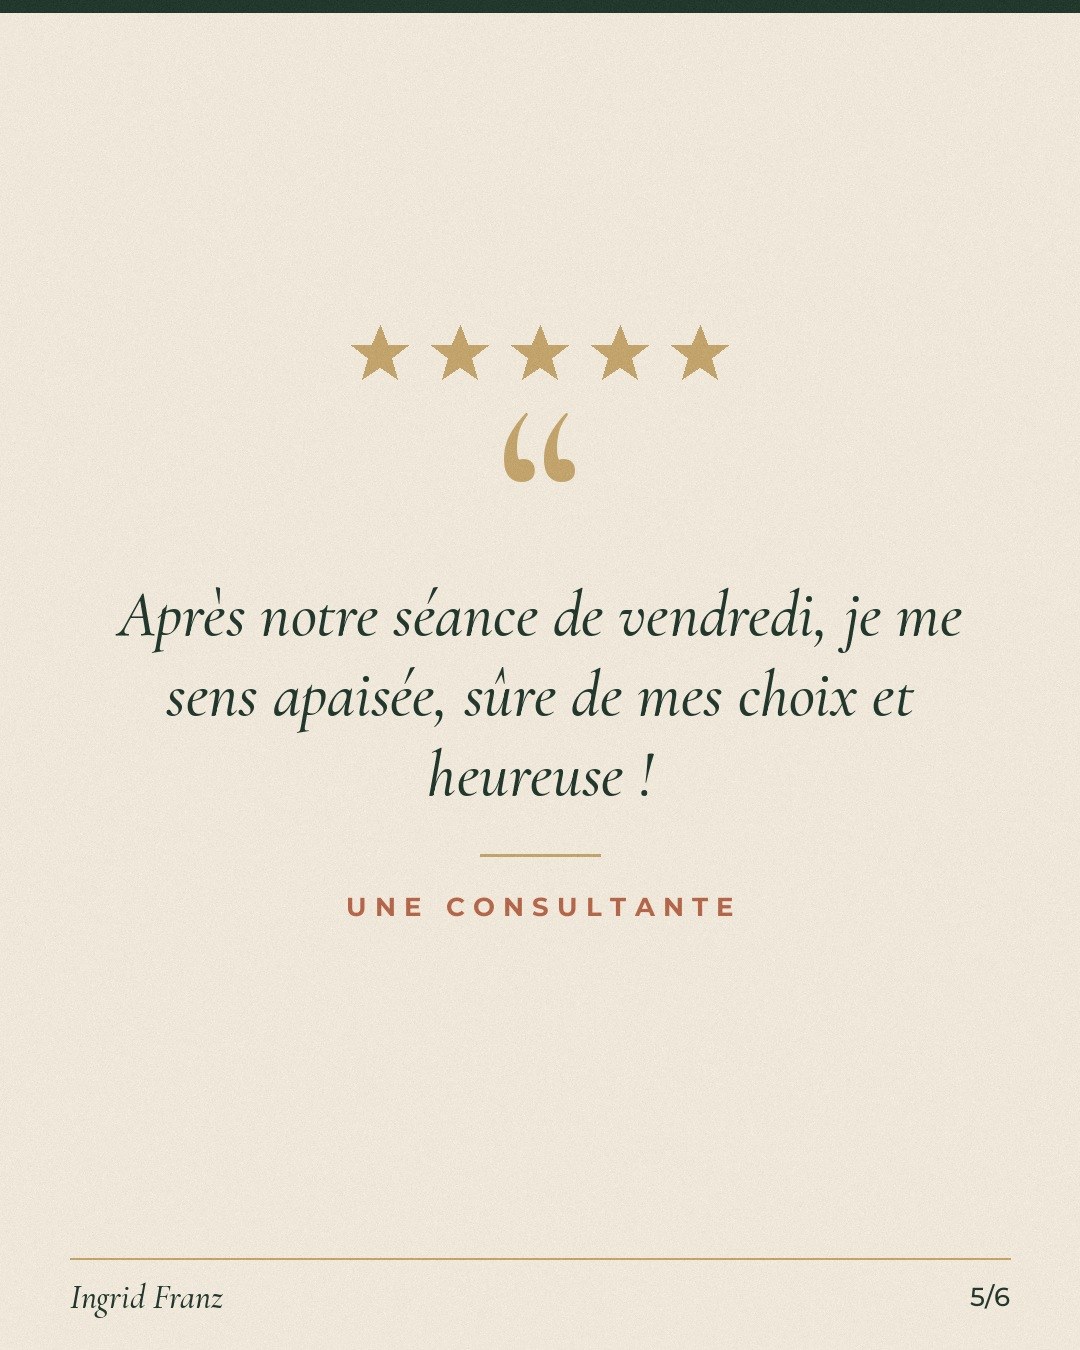 “
Après notre séance de vendredi, je me
sens apaisée, sûre de mes choix et
heureuse !
UNE CONSULTANTE
Ingrid Franz
5/6